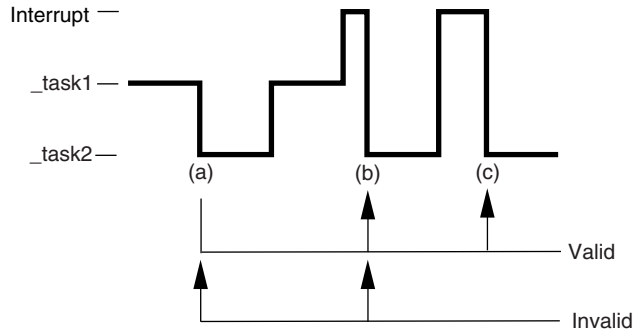 Interrupt
_task1
_task2
(a) (b) (c)
Valid
Invalid